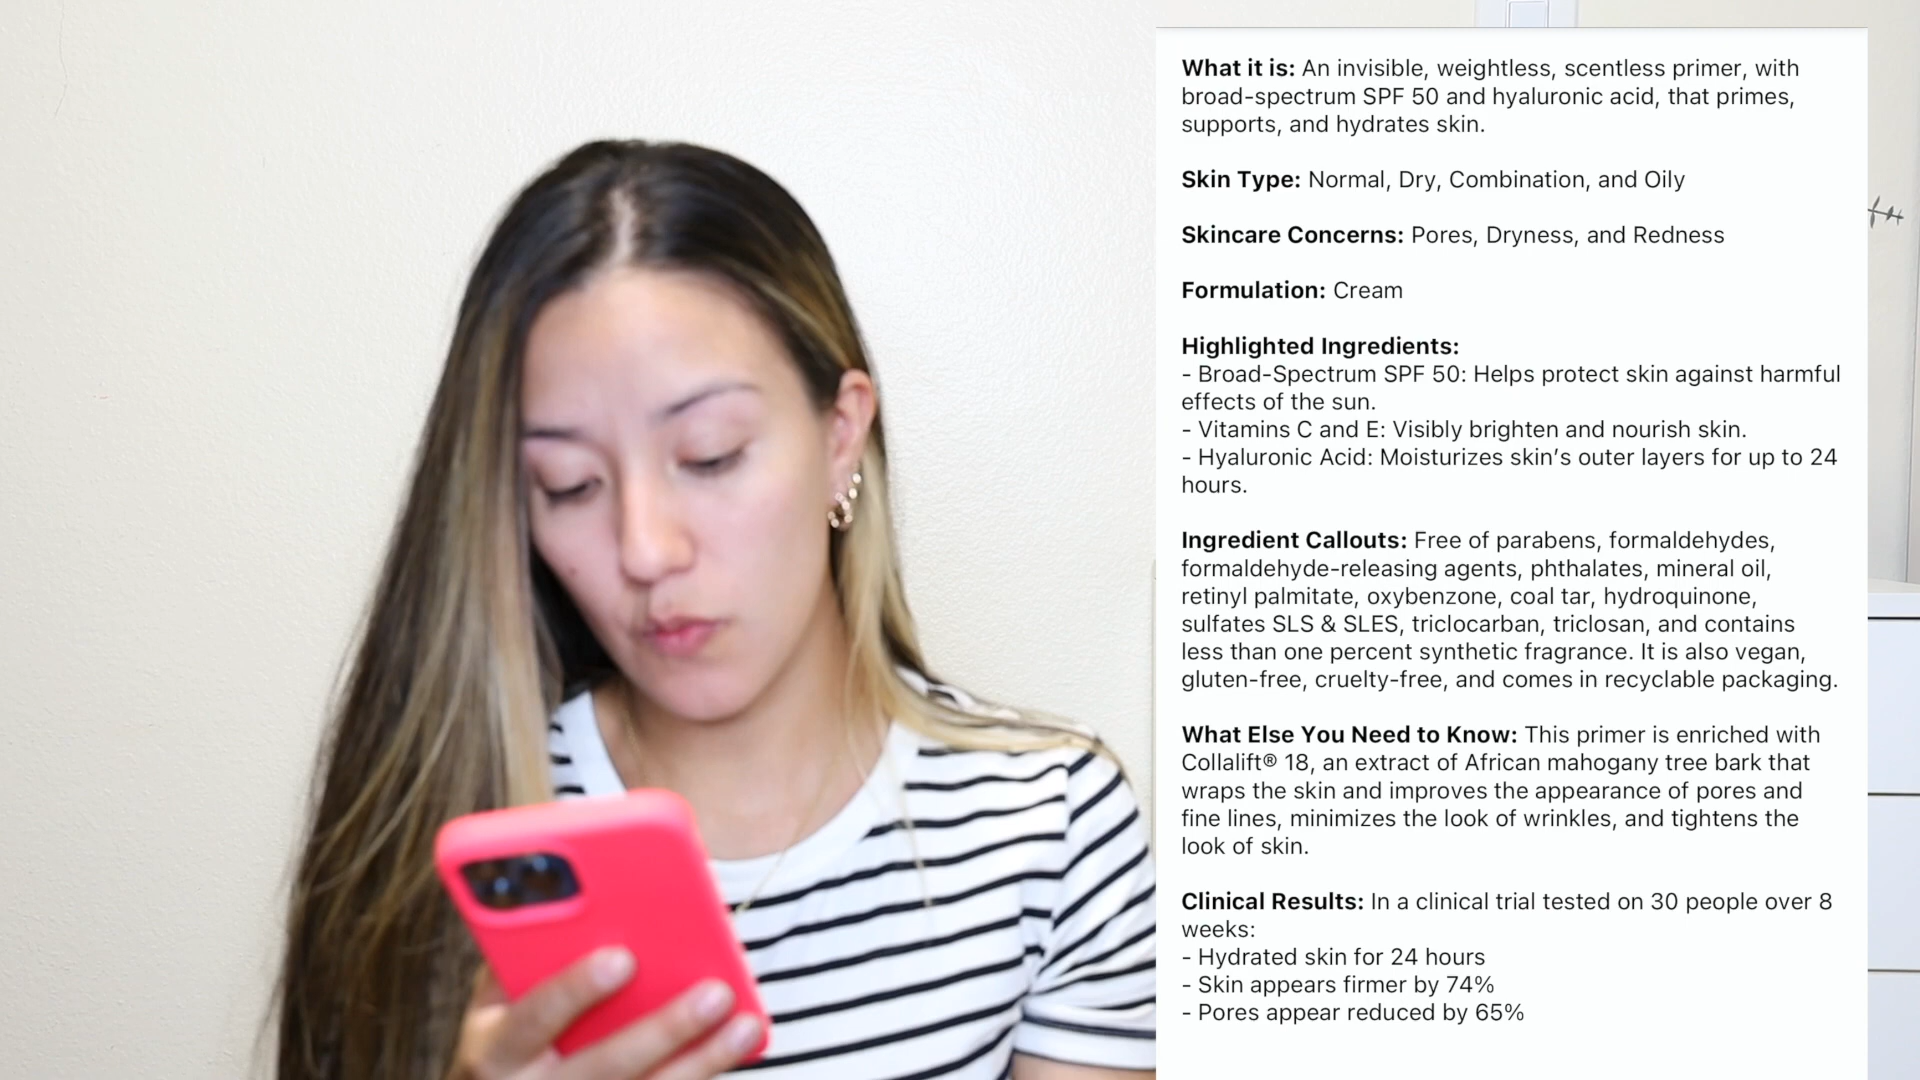 What it is: An invisible, weightless, scentless primer, with
broad-spectrum SPF 50 and hyaluronic acid, that primes,
supports, and hydrates skin.
Skin Type: Normal, Dry, Combination, and Oily
Skincare Concerns: Pores, Dryness, and Redness
Formulation: Cream
Highlighted Ingredients:
- Broad-Spectrum SPF 50: Helps protect skin against harmful
effects of the sun.
- Vitamins C and E: Visibly brighten and nourish skin.
- Hyaluronic Acid: Moisturizes skin's outer layers for up to 24
hours.
Ingredient Callouts: Free of parabens, formaldehydes,
formaldehyde-releasing agents, phthalates, mineral oil,
retinyl palmitate, oxybenzone, coal tar, hydroquinone,
sulfates SLS & SLES, triclocarban, triclosan, and contains
less than one percent synthetic fragrance. It is also vegan,
gluten-free, cruelty-free, and comes in recyclable packaging.
What Else You Need to Know: This primer is enriched with
Collalift® 18, an extract of African mahogany tree bark that
wraps the skin and improves the appearance of pores and
fine lines, minimizes the look of wrinkles, and tightens the
look of skin.
Clinical Results: In a clinical trial tested on 30 people over 8
weeks:
- Hydrated skin for 24 hours
- Skin appears firmer by 74%
- Pores appear reduced by 65%